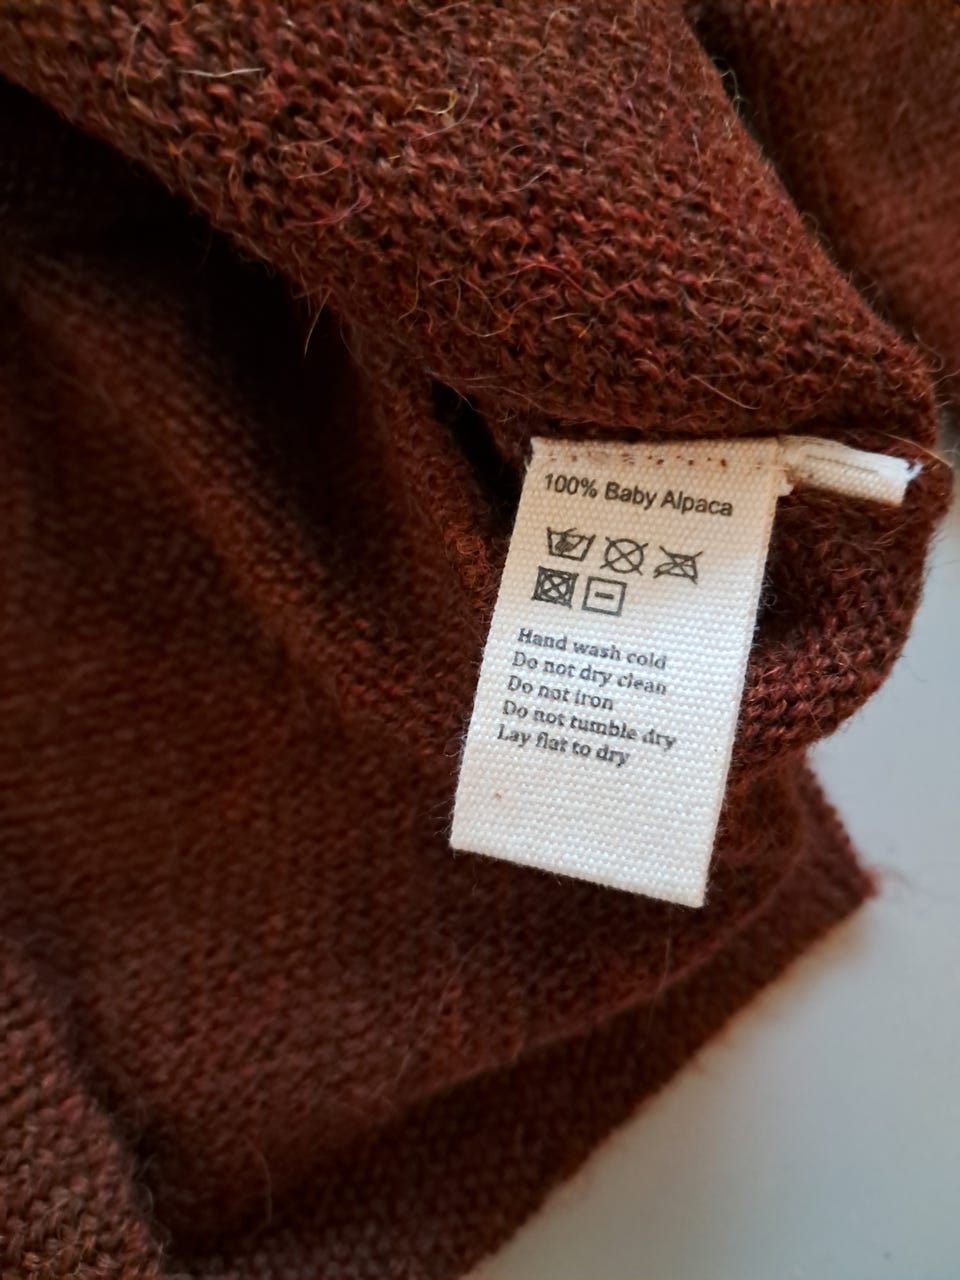 100% Baby Alpaca
Hand wash cold
Do not dry clean
Do not iron
Do not tumble dry
Lay flat to dry